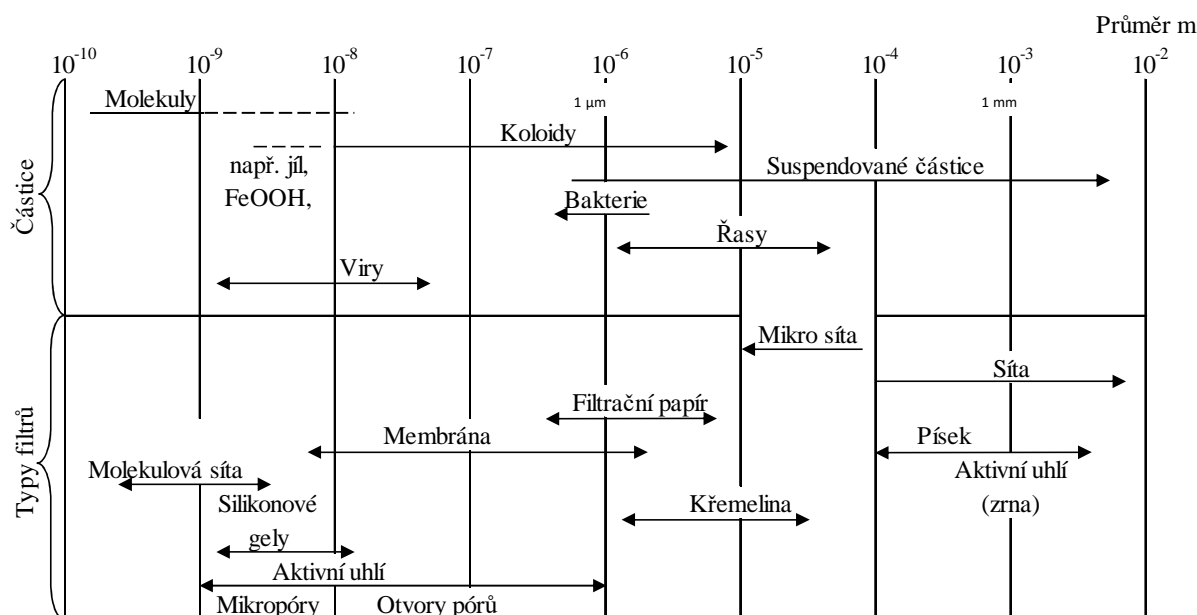 Průměr m
10-10 10-9 10-8 10-7 10-6 10-5 10-4 10-3 10-2
Částice
Molekuly
1 μm
1 mm
Koloidy
např. jíl,
FeOOH,
Suspendované částice
Bakterie
Řasy
Viry
Typy filtrů
Mikro síta
Síta
Filtrační papír
Membrána
Písek
Molekulová síta
Aktivní uhlí
(zrna)
Silikonové
gely
Křemelina
Aktivní uhlí
Mikropóry
Otvory pórů